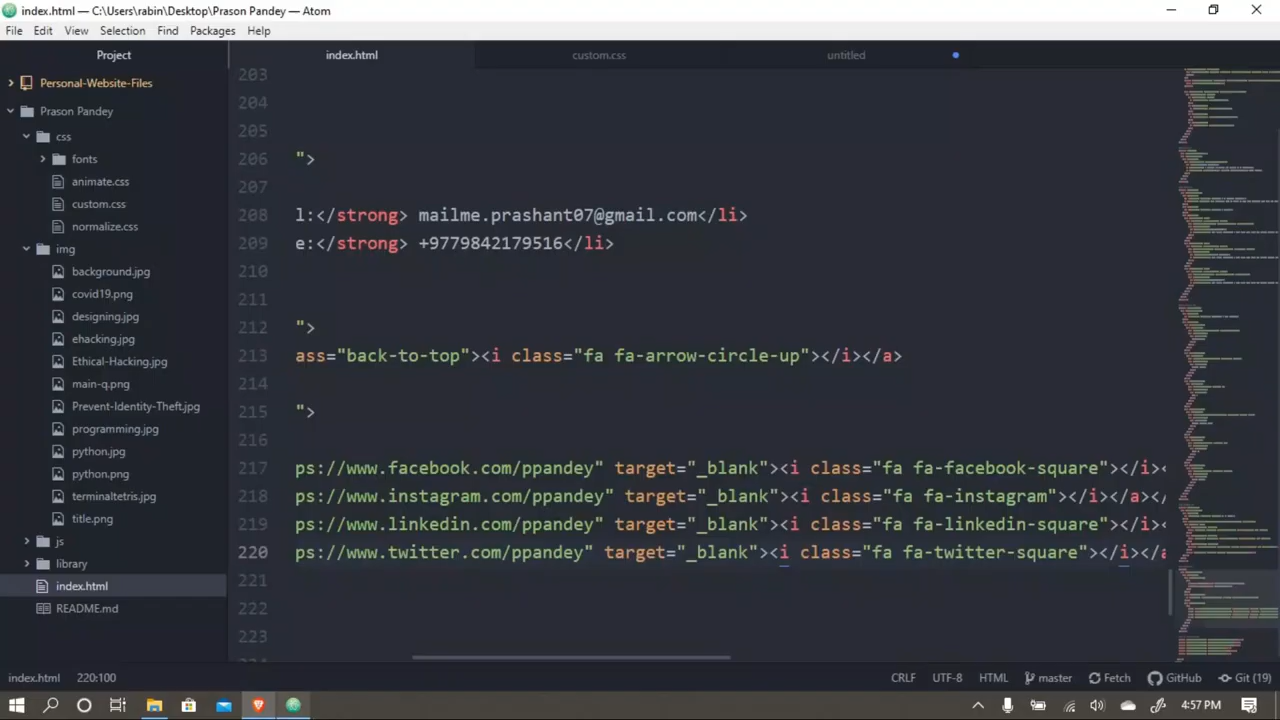 index.html — C:\Users\rabin\Desktop\Prason Pandey — Atom
File Edit View Selection Find Packages Help
Project
index.html
custom.css
untitled
Personal-Website-Files
Prason Pandey
css
fonts
animate.css
custom.css
normalize.css
img
background.jpg
covid19.png
designing.jpg
ehacking.jpg
Ethical-Hacking.jpg
main-q.png
Prevent-Identity-Theft.jpg
programming.jpg
python.jpg
python.png
terminaltetris.jpg
title.png
js
library
index.html
README.md
203
204
205
206 ">
207
208 l:</strong> mailme.prashant07@gmail.com</li>
209 e:</strong> </li>
210
211
212 ">
213 ass="back-to-top"><i class="fa fa-arrow-circle-up"></i></a>
214
215 ">
216
217 ps://www.facebook.com/ppandey" target="_blank"><i class="fa fa-facebook-square"></i><
218 ps://www.instagram.com/ppandey" target="_blank"><i class="fa fa-instagram"></i></a></
219 ps://www.linkedin.com/ppandey" target="_blank"><i class="fa fa-linkedin-square"></i><
220 ps://www.twitter.com/ppandey" target="_blank"><i class="fa fa-twitter-square"></i></a
221
222
223
index.html 220:100 CRLF UTF-8 HTML master Fetch GitHub Git (19)
4:57 PM